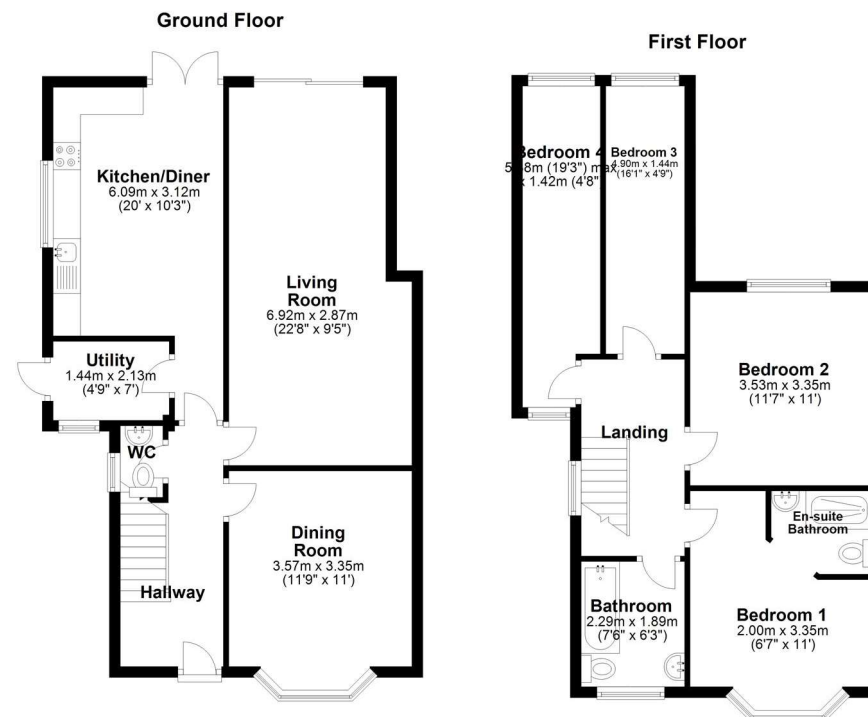 Ground Floor
Kitchen/Diner
6.09m x 3.12m
(20' x 10'3")
Living
Room
6.92m x 2.87m
(22'8" x 9'5")
Utility
1.44m x 2.13m
(4'9" x 7')
WC
Dining
Room
3.57m x 3.35m
(11'9" x 11')
Hallway
First Floor
Bedroom 4
(19'3") max
x 1.42m (4'8"
Bedroom 3
4.90m x 1.44m
(16'1" x 4'9")
Bedroom 2
3.53m x 3.35m
(11'7" x 11')
Landing
En-suite
Bathroom
Bathroom
2.29m x 1.89m
(7'6" x 6'3")
Bedroom 1
2.00m x 3.35m
(6'7" x 11')